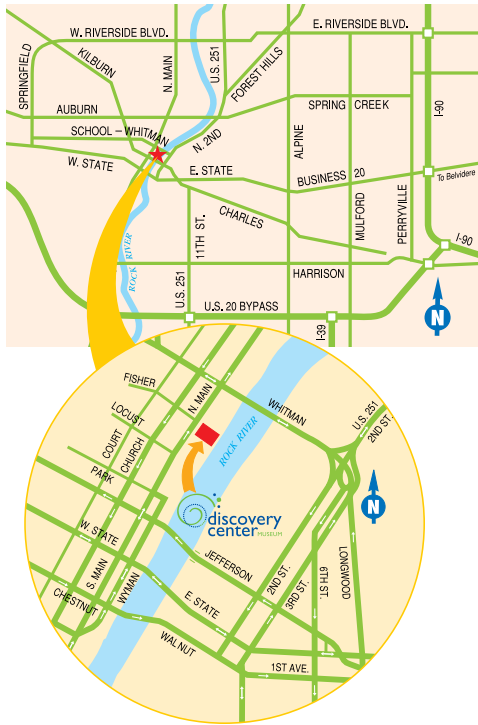 E. RIVERSIDE BLVD.
W. RIVERSIDE BLVD.
KILBURN
SPRINGFIELD
N. MAIN
U.S. 251
FOREST HILLS
I-90
AUBURN
SPRING CREEK
SCHOOL – WHITMAN
N. 2ND
ALPINE
W. STATE
E. STATE
BUSINESS 20
To Belvidere
MULFORD
PERRYVILLE
CHARLES
11TH ST.
I-90
ROCK RIVER
HARRISON
U.S. 251
U.S. 20 BYPASS
I-39
N
FISHER
N. MAIN
WHITMAN
LOCUST
COURT
CHURCH
ROCK RIVER
U.S. 251
2ND ST.
PARK
N
discovery
center MUSEUM
W. STATE
JEFFERSON
S. MAIN
WYMAN
CHESTNUT
E. STATE
2ND ST.
3RD ST.
6TH ST.
LONGWOOD
WALNUT
1ST AVE.